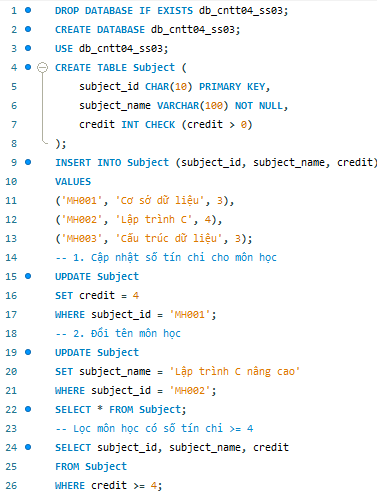 1 DROP DATABASE IF EXISTS db_cntt04_ss03;
2 CREATE DATABASE db_cntt04_ss03;
3 USE db_cntt04_ss03;
4 CREATE TABLE Subject (
5 subject_id CHAR(10) PRIMARY KEY,
6 subject_name VARCHAR(100) NOT NULL,
7 credit INT CHECK (credit > 0)
8 );
9 INSERT INTO Subject (subject_id, subject_name, credit)
10 VALUES
11 ('MH001', 'Cơ sở dữ liệu', 3),
12 ('MH002', 'Lập trình C', 4),
13 ('MH003', 'Cấu trúc dữ liệu', 3);
14 -- 1. Cập nhật số tín chỉ cho môn học
15 UPDATE Subject
16 SET credit = 4
17 WHERE subject_id = 'MH001';
18 -- 2. Đổi tên môn học
19 UPDATE Subject
20 SET subject_name = 'Lập trình C nâng cao'
21 WHERE subject_id = 'MH002';
22 SELECT * FROM Subject;
23 -- Lọc môn học có số tín chỉ >= 4
24 SELECT subject_id, subject_name, credit
25 FROM Subject
26 WHERE credit >= 4;